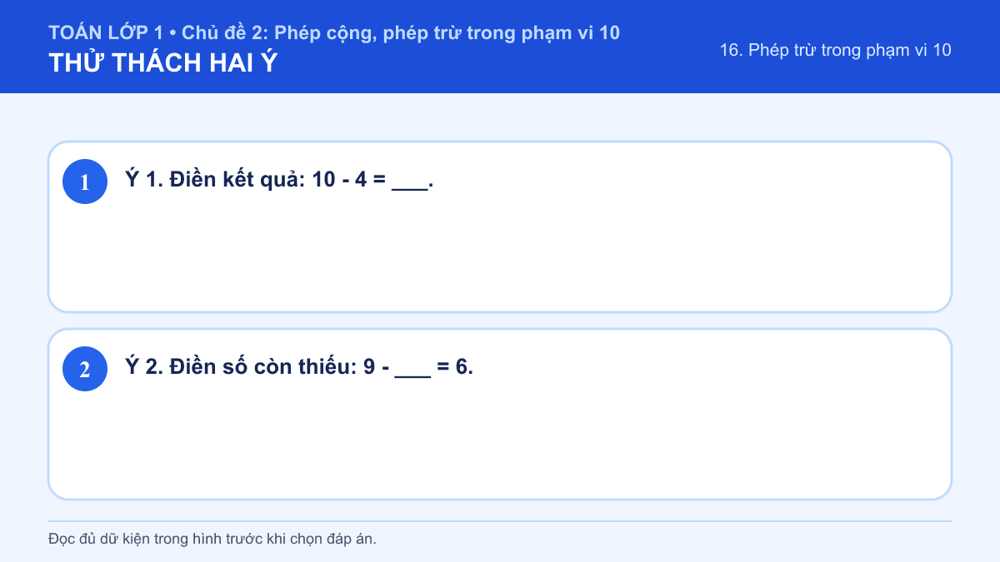 TOÁN LỚP 1 • Chủ đề 2: Phép cộng, phép trừ trong phạm vi 10
THỬ THÁCH HAI Ý
16. Phép trừ trong phạm vi 10
1
Ý 1. Điền kết quả: 10 - 4 = ___.
2
Ý 2. Điền số còn thiếu: 9 - ___ = 6.
Đọc đủ dữ kiện trong hình trước khi chọn đáp án.